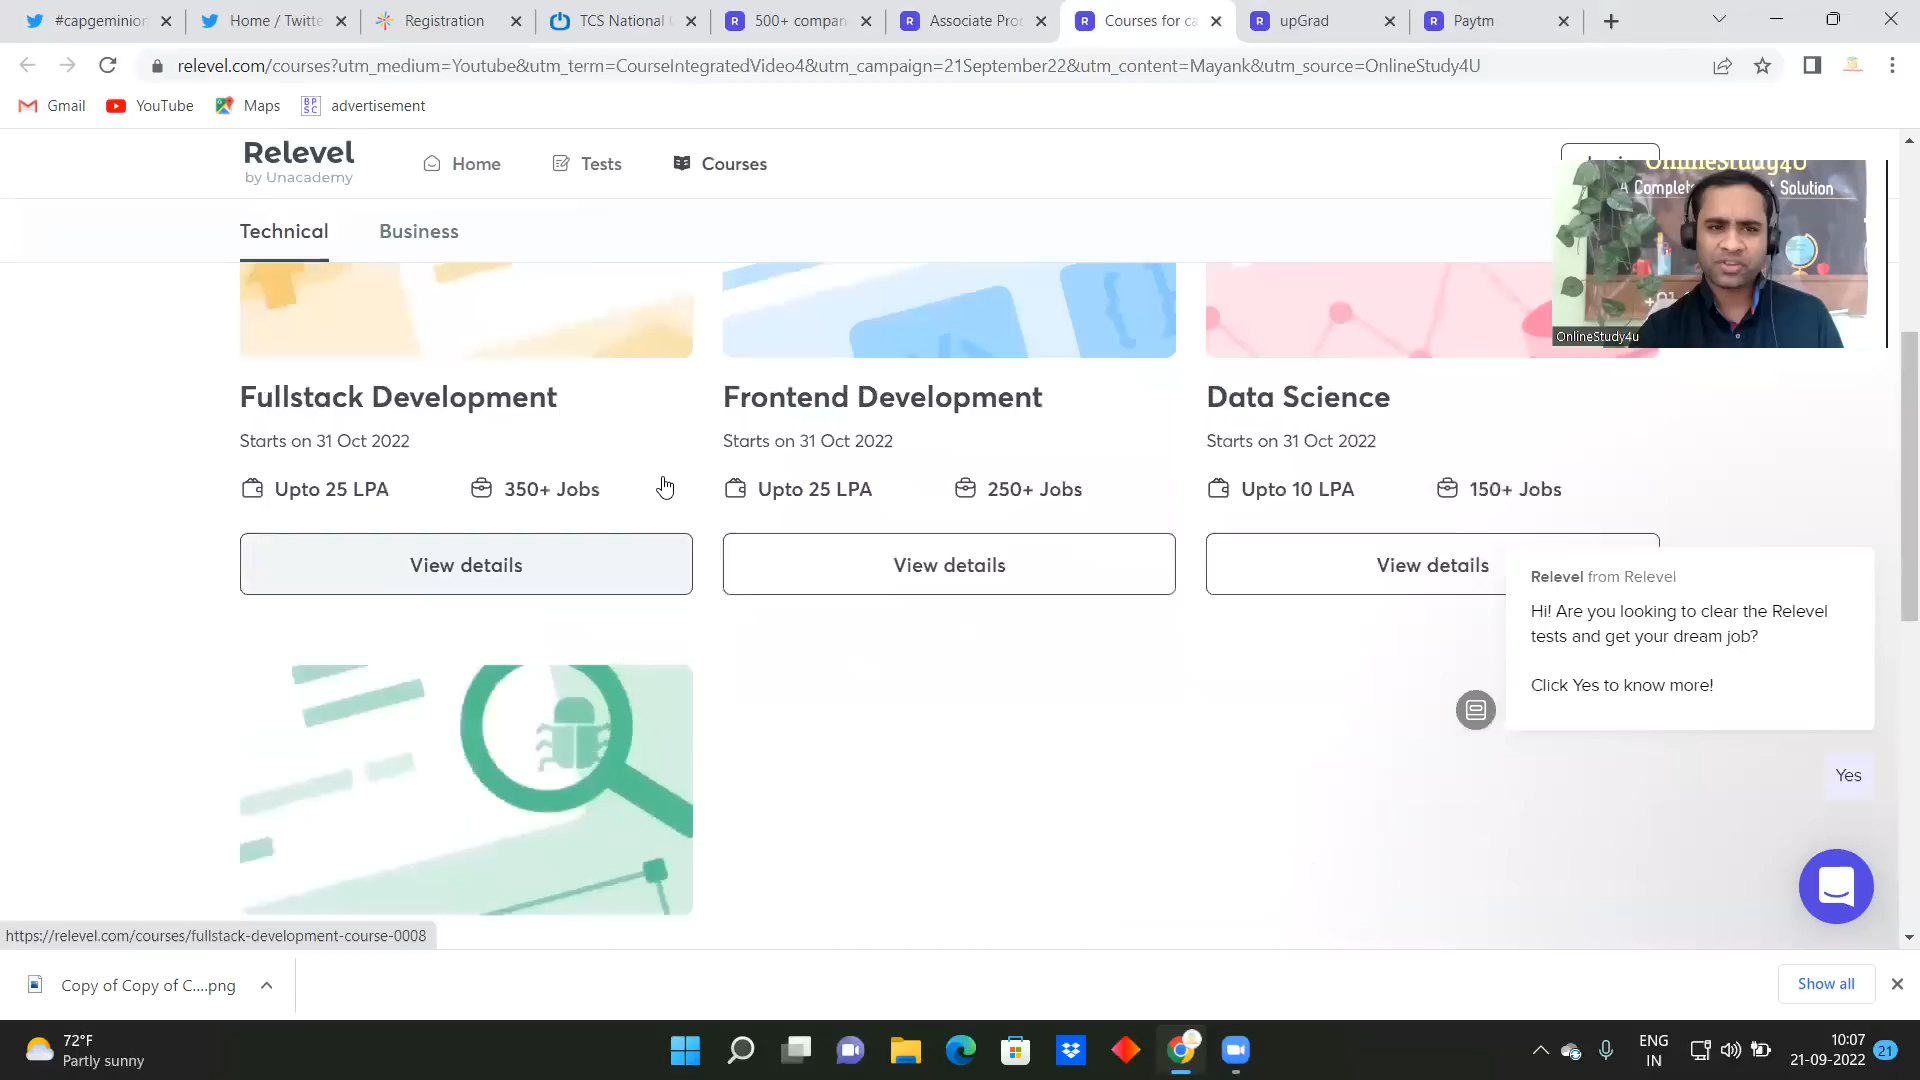 #capgeminion
Home / Twitte
Registration
TCS National
500+ compan
Associate Pro
Courses for ca
upGrad
Paytm
relevel.com/courses?utm_medium=Youtube&utm_term=CourseIntegratedVideo4&utm_campaign=21September22&utm_content=Mayank&utm_source=OnlineStudy4U
Gmail
YouTube
Maps
BPSC
advertisement
Relevel
by Unacademy
Home
Tests
Courses
Technical
Business
OnlineStudy4U
A Complete
Solution
OnlineStudy4u
Fullstack Development
Starts on 31 Oct 2022
Upto 25 LPA
350+ Jobs
View details
Frontend Development
Starts on 31 Oct 2022
Upto 25 LPA
250+ Jobs
View details
Data Science
Starts on 31 Oct 2022
Upto 10 LPA
150+ Jobs
View details
Relevel from Relevel
Hi! Are you looking to clear the Relevel
tests and get your dream job?
Click Yes to know more!
Yes
https://relevel.com/courses/fullstack-development-course-0008
Copy of Copy of C....png
Show all
72°F
Partly sunny
ENG
IN
10:07
21-09-2022
21